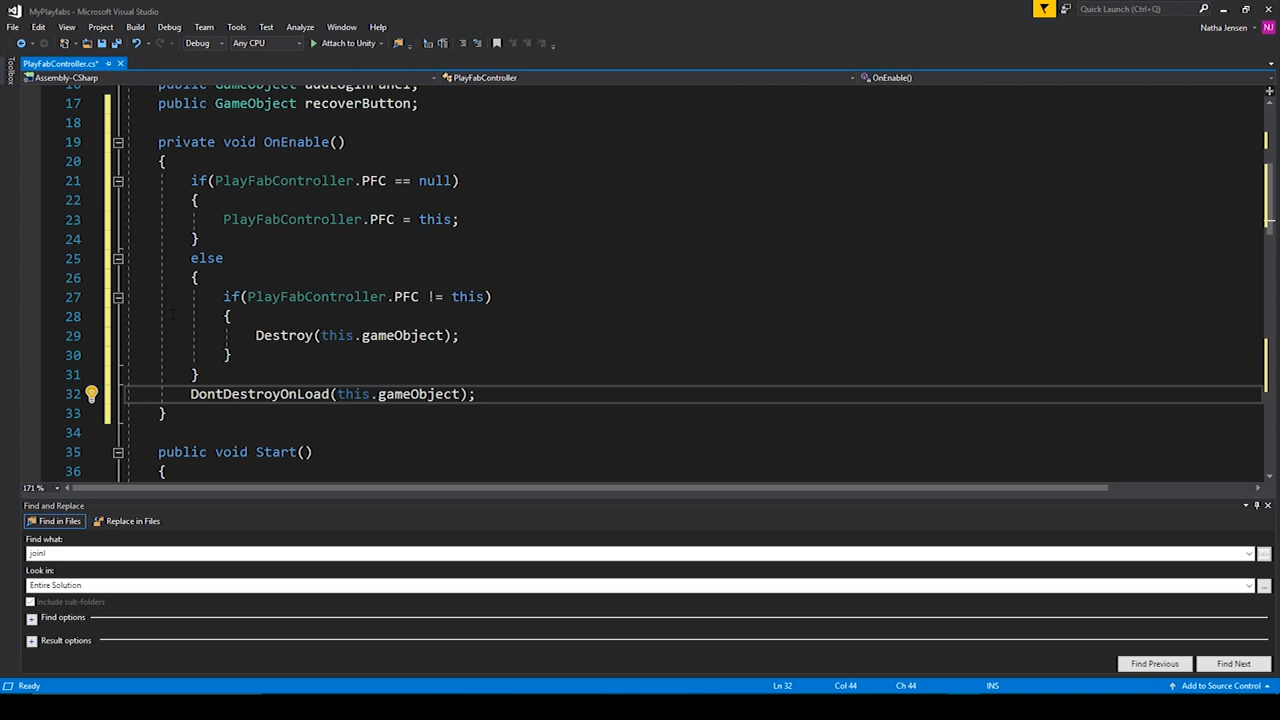 MyPlayfabs - Microsoft Visual Studio
Quick Launch (Ctrl+Q)
File Edit View Project Build Debug Team Tools Test Analyze Window Help
Natha Jensen NJ
Debug Any CPU Attach to Unity
Toolbox
PlayFabController.cs*
Assembly-CSharp PlayFabController OnEnable()
16 public GameObject addLoginPanel;
17 public GameObject recoverButton;
18
19 private void OnEnable()
20 {
21 if(PlayFabController.PFC == null)
22 {
23 PlayFabController.PFC = this;
24 }
25 else
26 {
27 if(PlayFabController.PFC != this)
28 {
29 Destroy(this.gameObject);
30 }
31 }
32 DontDestroyOnLoad(this.gameObject);
33 }
34
35 public void Start()
36 {
171 %
Find and Replace
Find in Files Replace in Files
Find what:
joinl
Look in:
Entire Solution
...
Include sub-folders
Find options
Result options
Find Previous Find Next
Ready Ln 32 Col 44 Ch 44 INS Add to Source Control